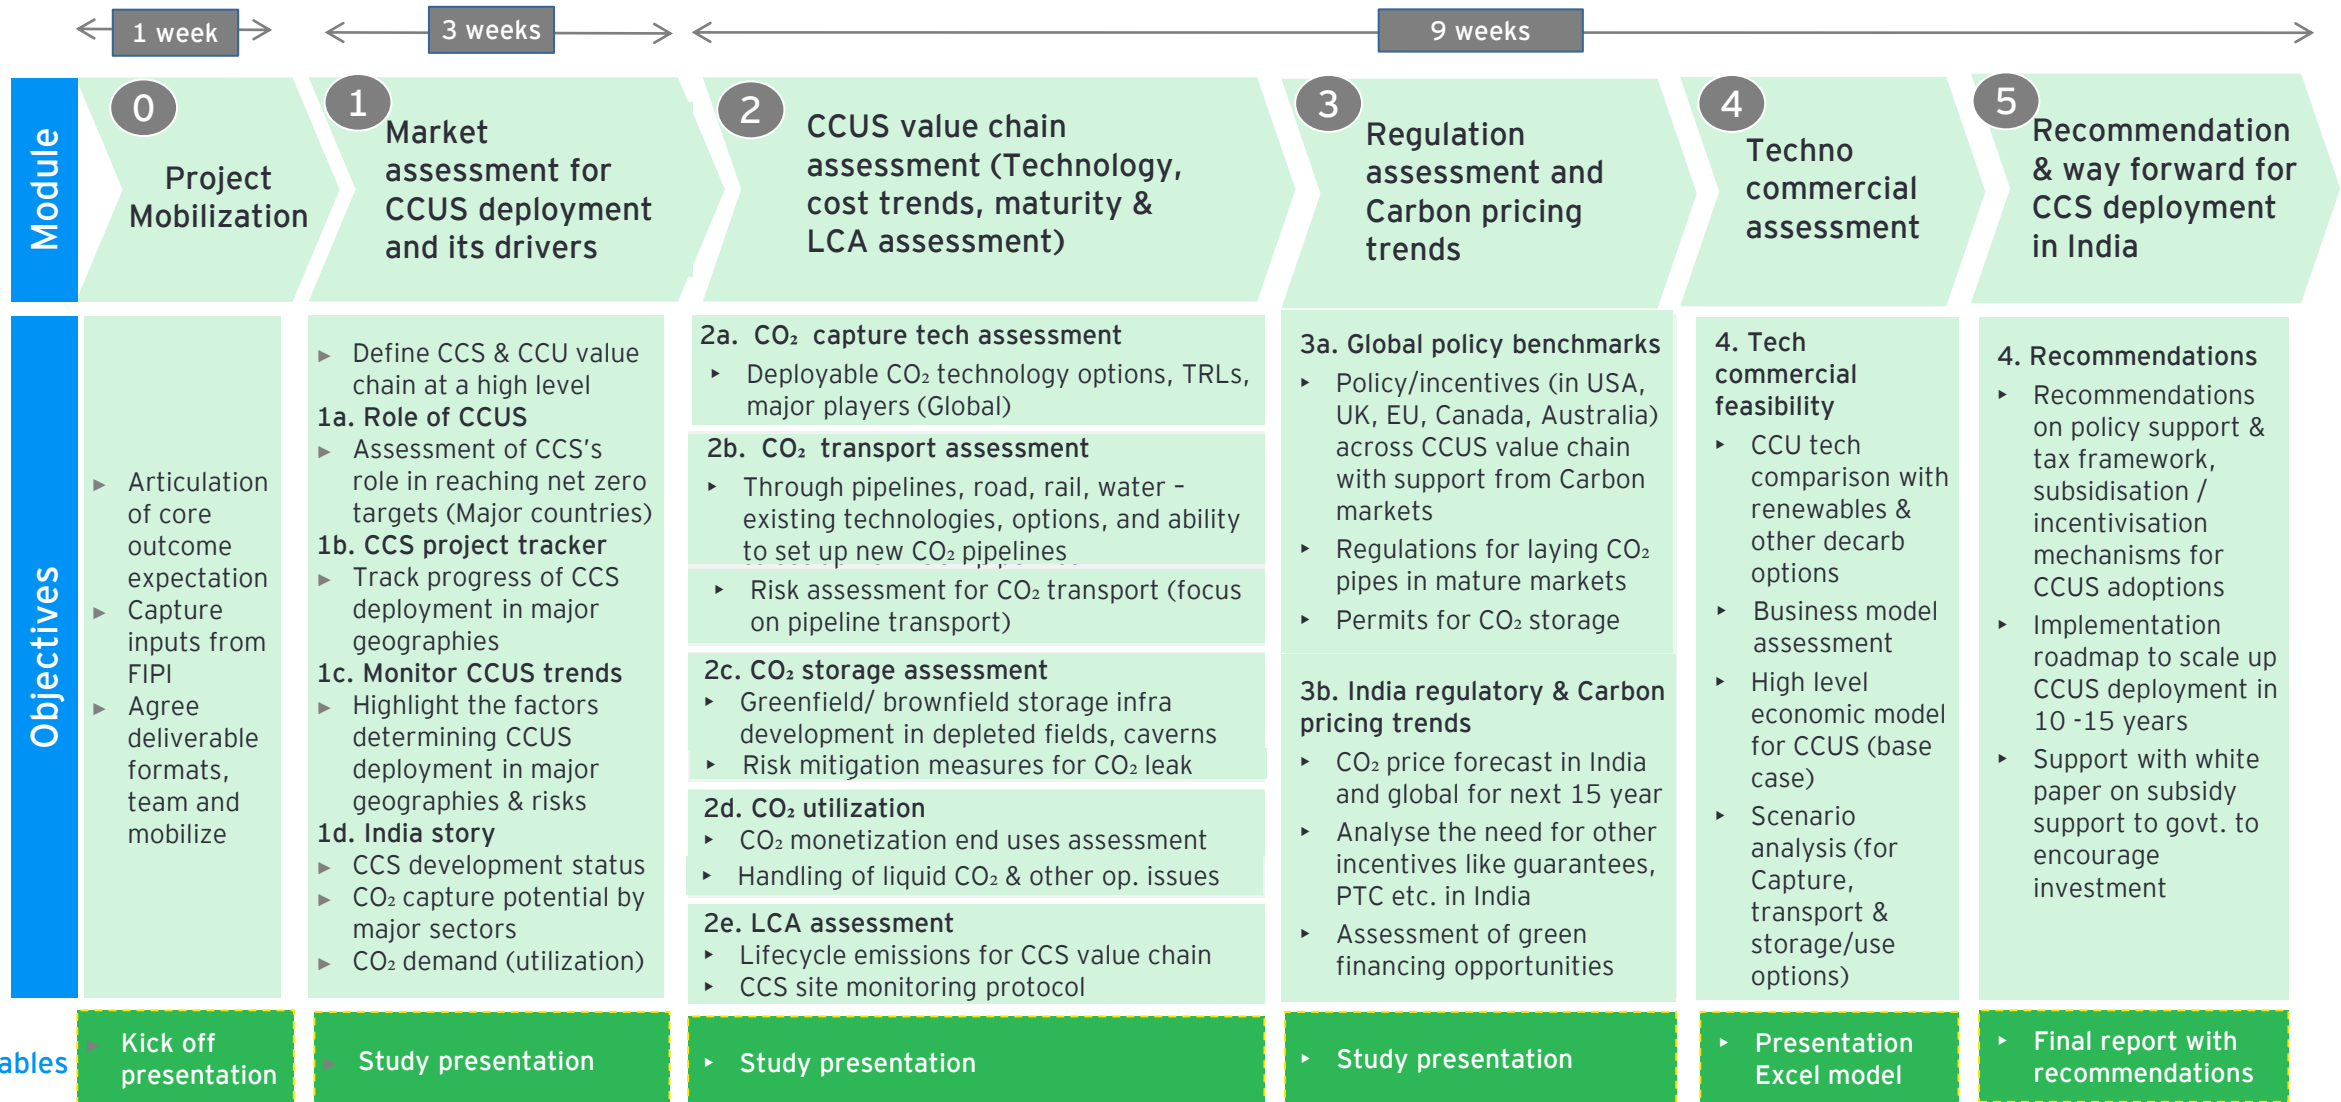 1 week
3 weeks
9 weeks
Module
0
Project
Mobilization
1
Market
assessment for
CCUS deployment
and its drivers
2
CCUS value chain
assessment (Technology,
cost trends, maturity &
LCA assessment)
3
Regulation
assessment and
Carbon pricing
trends
4
Techno
commercial
assessment
5
Recommendation
& way forward for
CCS deployment
in India
Objectives
► Articulation
of core
outcome
expectation
► Capture
inputs from
FIPI
► Agree
deliverable
formats,
team and
mobilize
► Define CCS & CCU value
chain at a high level
1a. Role of CCUS
► Assessment of CCS’s
role in reaching net zero
targets (Major countries)
1b. CCS project tracker
► Track progress of CCS
deployment in major
geographies
1c. Monitor CCUS trends
► Highlight the factors
determining CCUS
deployment in major
geographies & risks
1d. India story
► CCS development status
► CO₂ capture potential by
major sectors
► CO₂ demand (utilization)
2a. CO₂ capture tech assessment
▸ Deployable CO₂ technology options, TRLs,
major players (Global)
2b. CO₂ transport assessment
▸ Through pipelines, road, rail, water –
existing technologies, options, and ability
to set up new CO₂ pipelines
▸ Risk assessment for CO₂ transport (focus
on pipeline transport)
2c. CO₂ storage assessment
▸ Greenfield/ brownfield storage infra
development in depleted fields, caverns
▸ Risk mitigation measures for CO₂ leak
2d. CO₂ utilization
▸ CO₂ monetization end uses assessment
▸ Handling of liquid CO₂ & other op. issues
2e. LCA assessment
▸ Lifecycle emissions for CCS value chain
▸ CCS site monitoring protocol
3a. Global policy benchmarks
▸ Policy/incentives (in USA,
UK, EU, Canada, Australia)
across CCUS value chain
with support from Carbon
markets
▸ Regulations for laying CO₂
pipes in mature markets
▸ Permits for CO₂ storage
3b. India regulatory & Carbon
pricing trends
▸ CO₂ price forecast in India
and global for next 15 year
▸ Analyse the need for other
incentives like guarantees,
PTC etc. in India
▸ Assessment of green
financing opportunities
4. Tech
commercial
feasibility
▸ CCU tech
comparison with
renewables &
other decarb
options
▸ Business model
assessment
▸ High level
economic model
for CCUS (base
case)
▸ Scenario
analysis (for
Capture,
transport &
storage/use
options)
4. Recommendations
▸ Recommendations
on policy support &
tax framework,
subsidisation /
incentivisation
mechanisms for
CCUS adoptions
▸ Implementation
roadmap to scale up
CCUS deployment in
10 -15 years
▸ Support with white
paper on subsidy
support to govt. to
encourage
investment
ables
► Kick off
presentation
► Study presentation
▸ Study presentation
▸ Study presentation
▸ Presentation
Excel model
▸ Final report with
recommendations